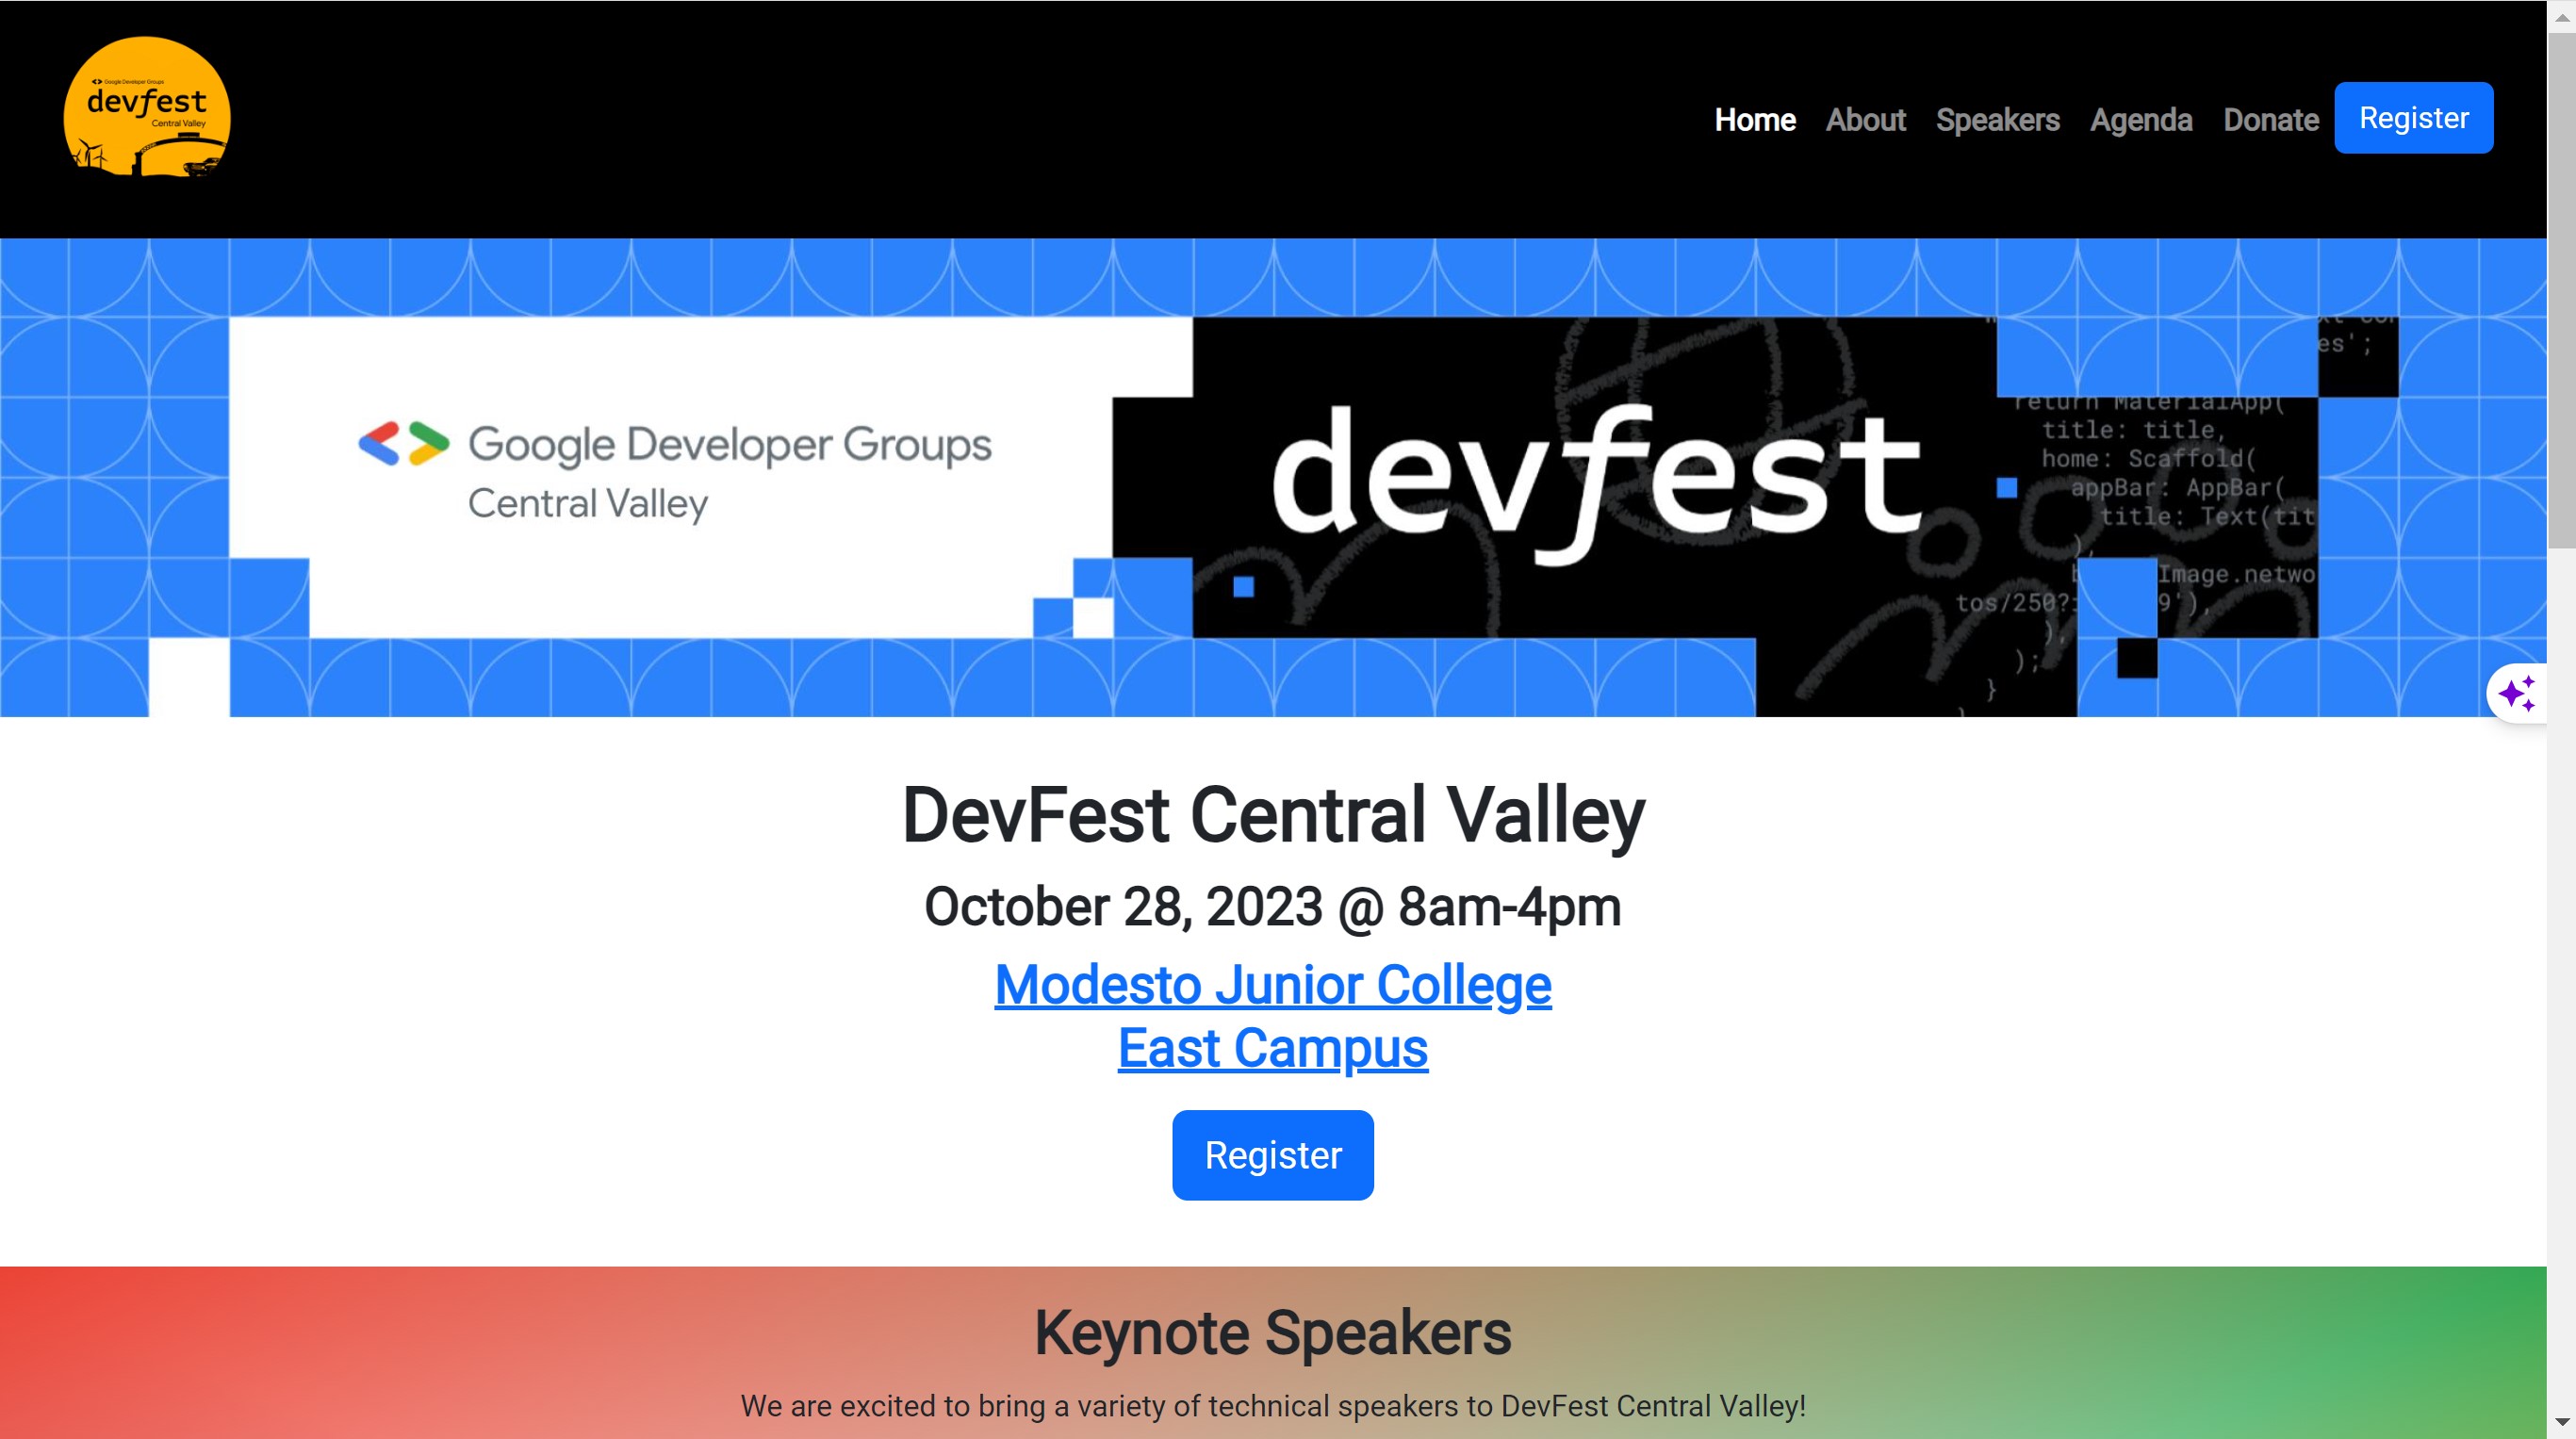 Google Developer Groups
devfest
Central Valley
Home About Speakers Agenda Donate Register
Google Developer Groups
Central Valley
devfest
es';
return MaterialApp(
title: title,
home: Scaffold(
appBar: AppBar(
title: Text(tit
),
Image.netwo
tos/250?
9'),
),
);
}
DevFest Central Valley
October 28, 2023 @ 8am-4pm
Modesto Junior College
East Campus
Register
Keynote Speakers
We are excited to bring a variety of technical speakers to DevFest Central Valley!